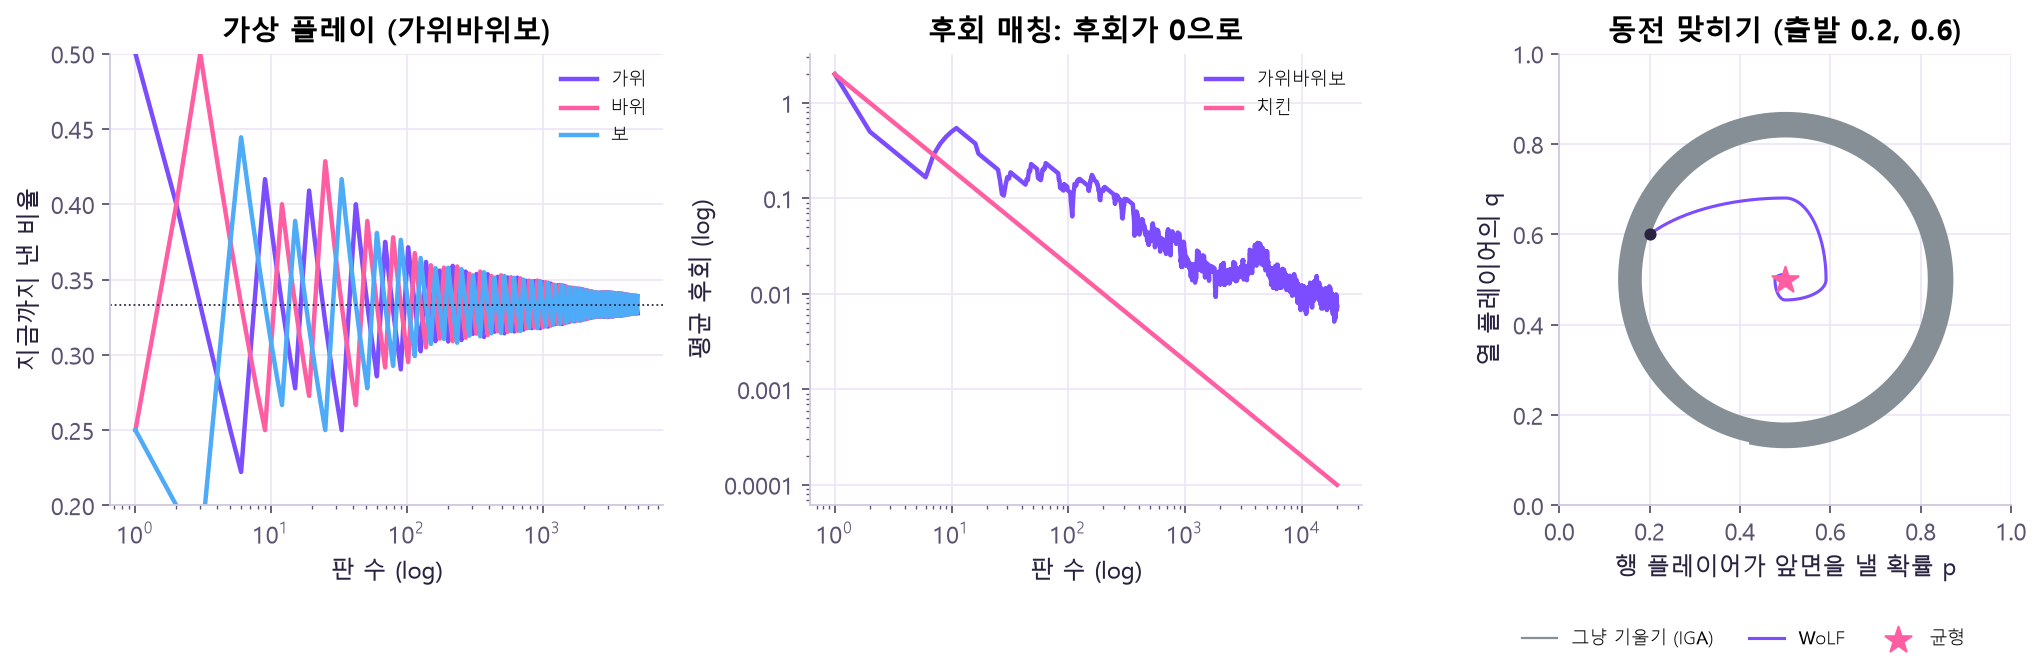 가상 플레이 (가위바위보)
0.50
0.45
0.40
0.35
0.30
0.25
0.20
지금까지 낸 비율
가위
바위
보
10⁰
10¹
10²
10³
판 수 (log)
후회 매칭: 후회가 0으로
1
0.1
0.01
0.001
0.0001
평균 후회 (log)
가위바위보
치킨
10⁰
10¹
10²
10³
10⁴
판 수 (log)
동전 맞히기 (출발 0.2, 0.6)
1.0
0.8
0.6
0.4
0.2
0.0
열 플레이어의 q
0.0
0.2
0.4
0.6
0.8
1.0
행 플레이어가 앞면을 낼 확률 p
그냥 기울기 (IGA)
WoLF
균형